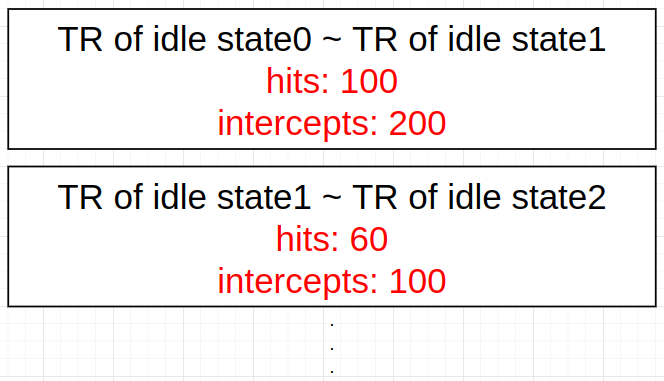 TR of idle state0 ~ TR of idle state1
hits: 100
intercepts: 200
TR of idle state1 ~ TR of idle state2
hits: 60
intercepts: 100
.
.
.